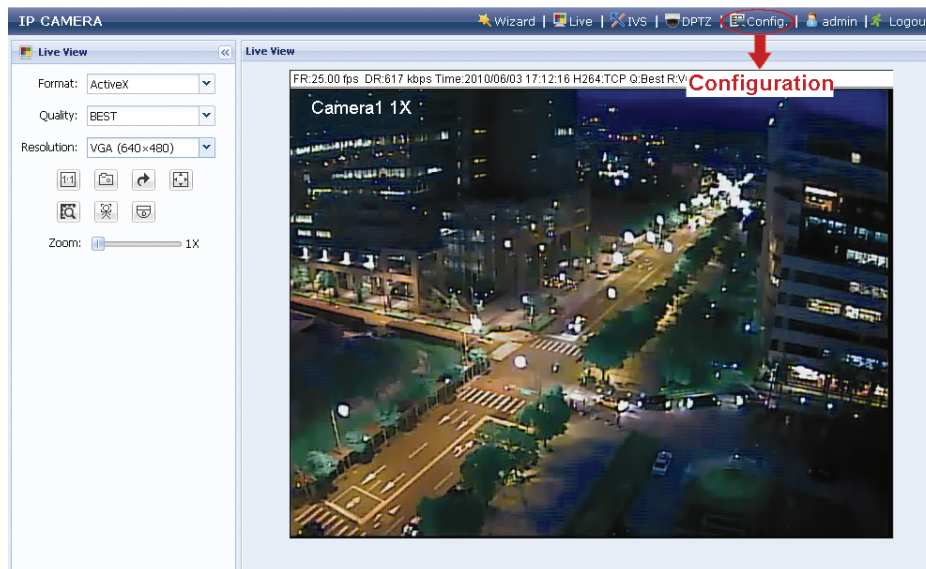 IP CAMERA
Wizard | Live | IVS | DPTZ | Config. | admin | Logou
Live View
Live View
FR:25.00 fps DR:617 kbps Time:2010/06/03 17:12:16 H264:TCP Q:Best R:V
Configuration
Format: ActiveX
Camera1 1X
Quality: BEST
Resolution: VGA (640×480)
1:1
Zoom: 1X